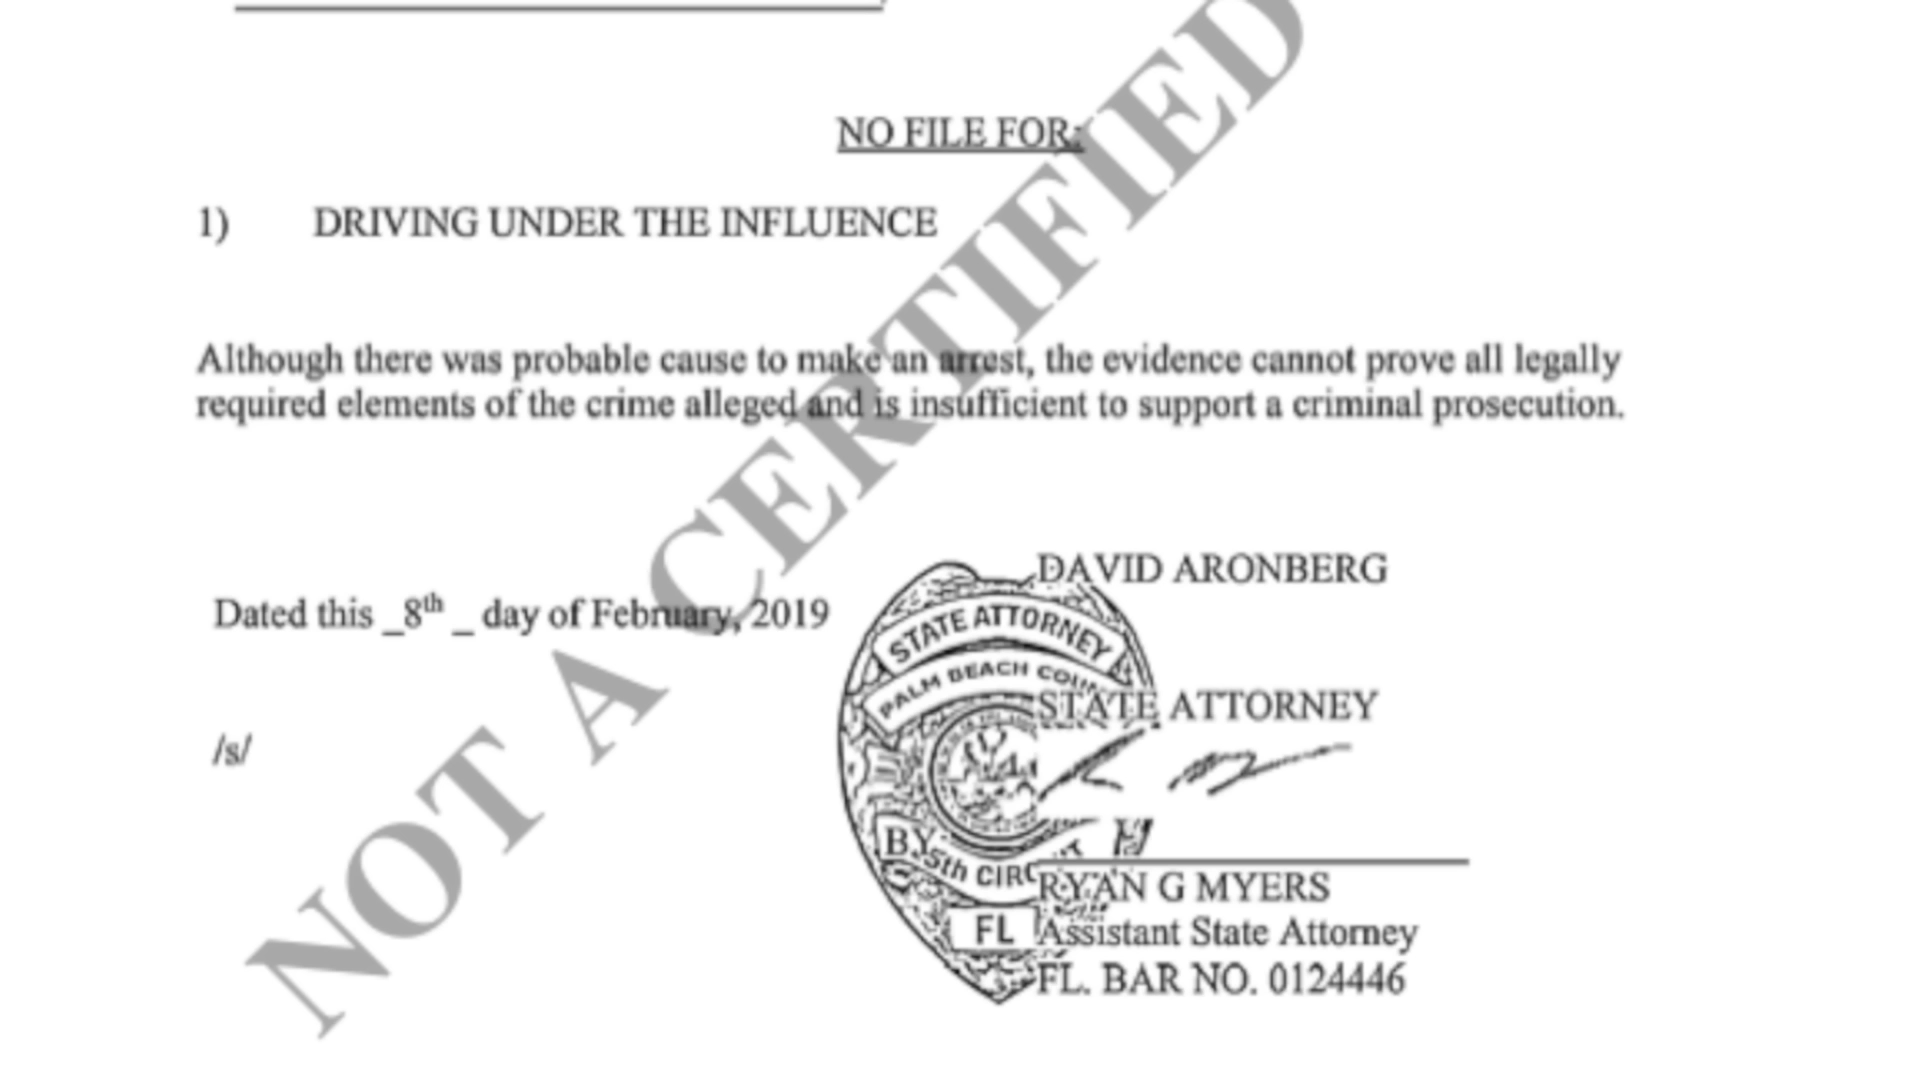 NO FILE FOR:
1) DRIVING UNDER THE INFLUENCE
Although there was probable cause to make an arrest, the evidence cannot prove all legally
required elements of the crime alleged and is insufficient to support a criminal prosecution.
NOT A CERTIFIED
DAVID ARONBERG
Dated this _8th_ day of February, 2019
STATE ATTORNEY
PALM BEACH
STATE ATTORNEY
/s/
BY
CIRC
RYAN G MYERS
FL
Assistant State Attorney
FL. BAR NO. 0124446